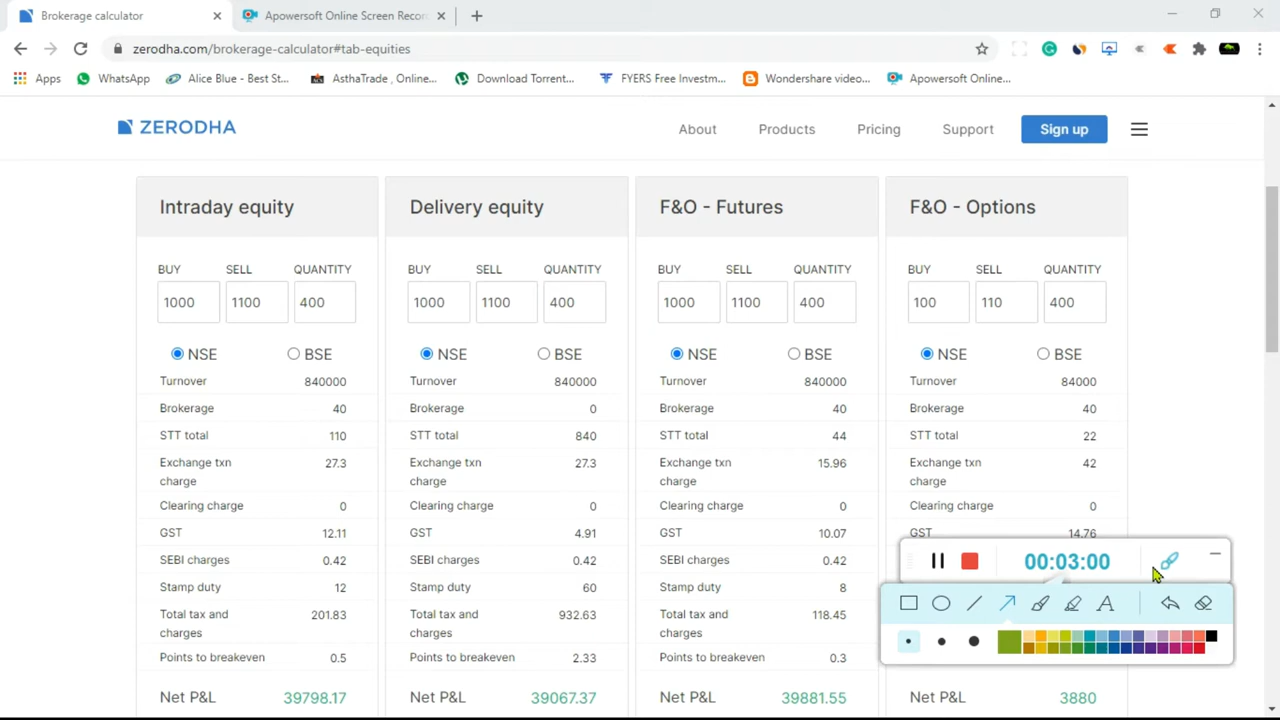 Brokerage calculator
Apowersoft Online Screen Recor
zerodha.com/brokerage-calculator#tab-equities
Apps WhatsApp Alice Blue - Best St... AsthaTrade , Online... Download Torrent... FYERS Free Investm... Wondershare video... Apowersoft Online...
ZERODHA About Products Pricing Support Sign up
Intraday equity
BUY SELL QUANTITY
1000 1100 400
NSE BSE
Turnover 840000
Brokerage 40
STT total 110
Exchange txn 27.3
charge
Clearing charge 0
GST 12.11
SEBI charges 0.42
Stamp duty 12
Total tax and 201.83
charges
Points to breakeven 0.5
Net P&L 39798.17
Delivery equity
BUY SELL QUANTITY
1000 1100 400
NSE BSE
Turnover 840000
Brokerage 0
STT total 840
Exchange txn 27.3
charge
Clearing charge 0
GST 4.91
SEBI charges 0.42
Stamp duty 60
Total tax and 932.63
charges
Points to breakeven 2.33
Net P&L 39067.37
F&O - Futures
BUY SELL QUANTITY
1000 1100 400
NSE BSE
Turnover 840000
Brokerage 40
STT total 44
Exchange txn 15.96
charge
Clearing charge 0
GST 10.07
SEBI charges 0.42
Stamp duty 8
Total tax and 118.45
charges
Points to breakeven 0.3
Net P&L 39881.55
F&O - Options
BUY SELL QUANTITY
100 110 400
NSE BSE
Turnover 84000
Brokerage 40
STT total 22
Exchange txn 42
charge
Clearing charge 0
GST 14.76
00:03:00
A
Net P&L 3880